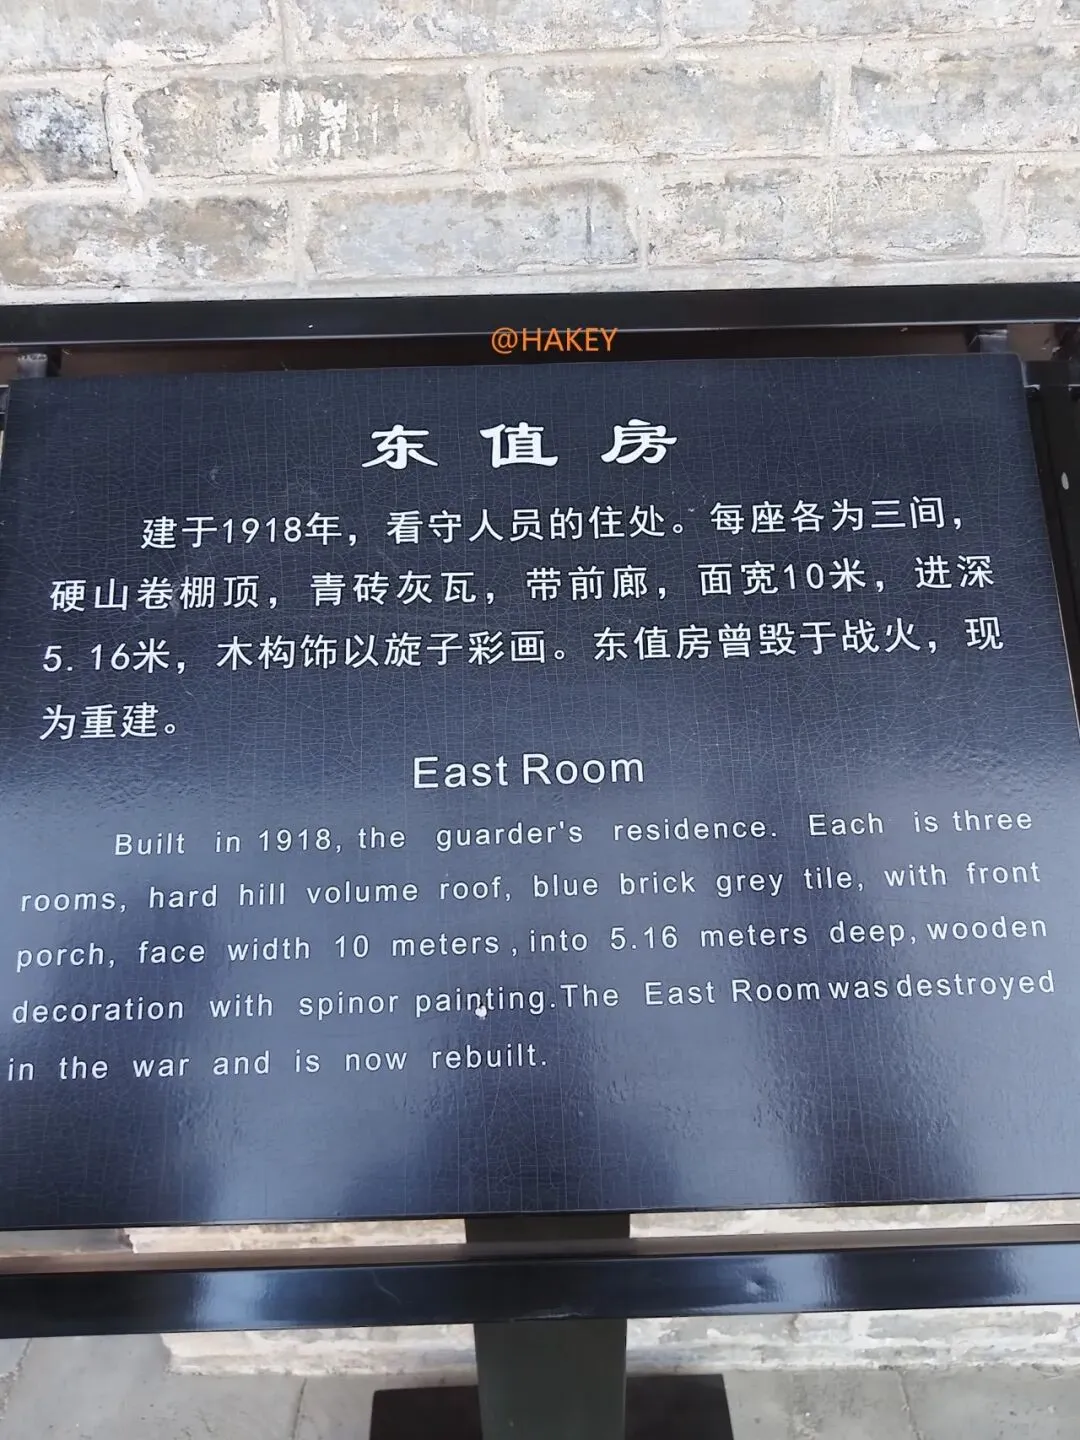 @HAKEY
东值房
建于1918年，看守人员的住处。每座各为三间，
硬山卷棚顶，青砖灰瓦，带前廊，面宽10米，进深
5.16米，木构饰以旋子彩画。东值房曾毁于战火，现
为重建。
East Room
Built in 1918, the guarder's residence. Each is three
rooms, hard hill volume roof, blue brick grey tile, with front
porch, face width 10 meters, into 5.16 meters deep, wooden
decoration with spinor painting.The East Room was destroyed
in the war and is now rebuilt.